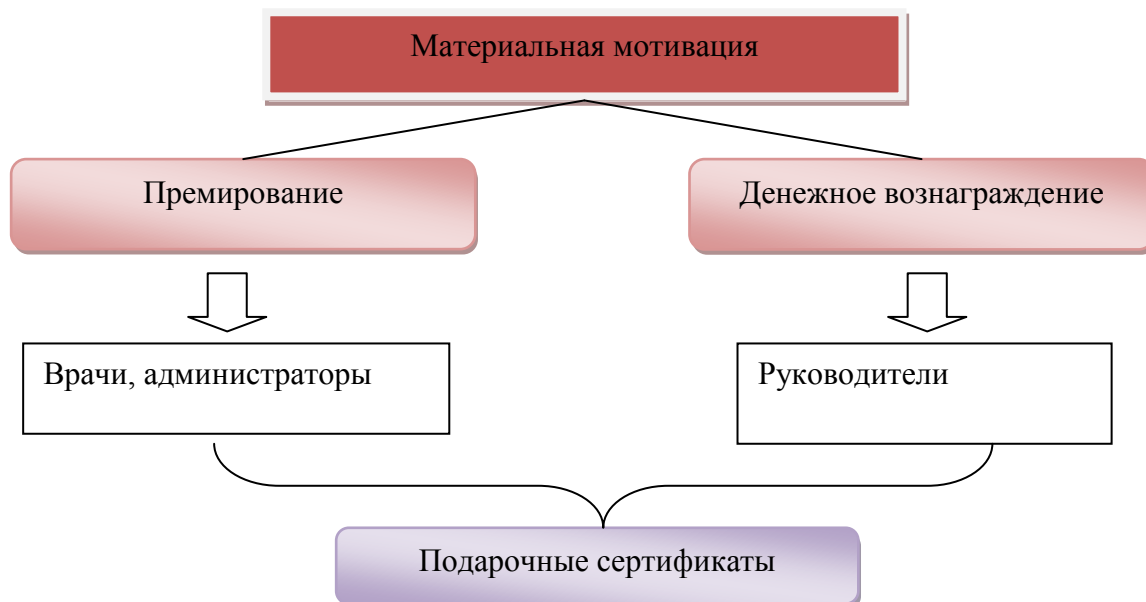 Материальная мотивация
Премирование
Денежное вознаграждение
Врачи, администраторы
Руководители
Подарочные сертификаты